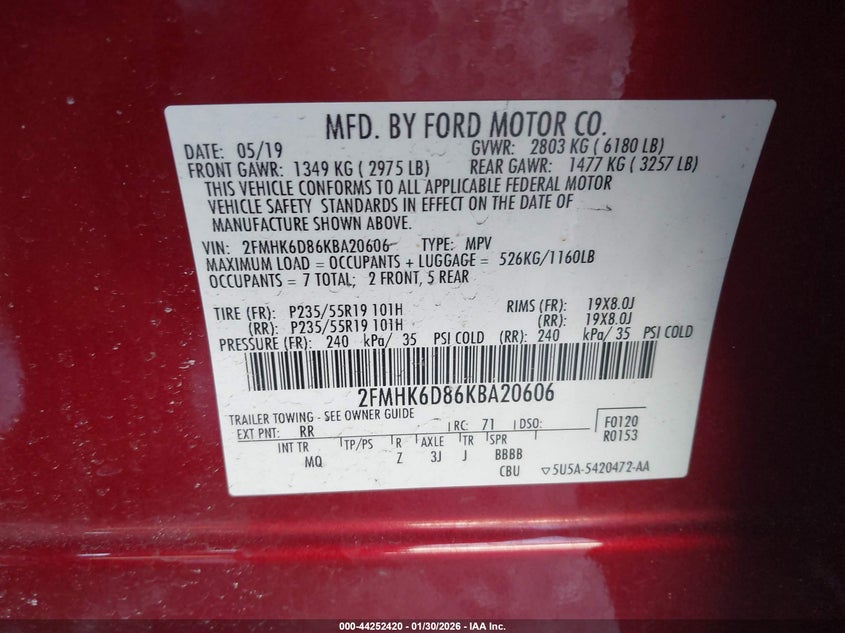 MFD. BY FORD MOTOR CO.
DATE: 05/19 GVWR: 2803 KG ( 6180 LB)
FRONT GAWR: 1349 KG ( 2975 LB) REAR GAWR: 1477 KG ( 3257 LB)
THIS VEHICLE CONFORMS TO ALL APPLICABLE FEDERAL MOTOR
VEHICLE SAFETY STANDARDS IN EFFECT ON THE DATE OF
MANUFACTURE SHOWN ABOVE.
VIN: 2FMHK6D86KBA20606 TYPE: MPV
MAXIMUM LOAD = OCCUPANTS + LUGGAGE = 526KG/1160LB
OCCUPANTS = 7 TOTAL; 2 FRONT, 5 REAR
TIRE (FR): P235/55R19 101H RIMS (FR): 19X8.0J
(RR): P235/55R19 101H (RR): 19X8.0J
PRESSURE (FR): 240 kPa/ 35 PSI COLD (RR): 240 kPa/ 35 PSI COLD
2FMHK6D86KBA20606
TRAILER TOWING - SEE OWNER GUIDE
EXT PNT: RR RC: 71 DSO: F0120
R0153
INT TR TP/PS R AXLE TR SPR
MQ Z 3J J BBBB
CBU ▽5U5A-5420472-AA
000-44252420 - 01/30/2026 - IAA Inc.